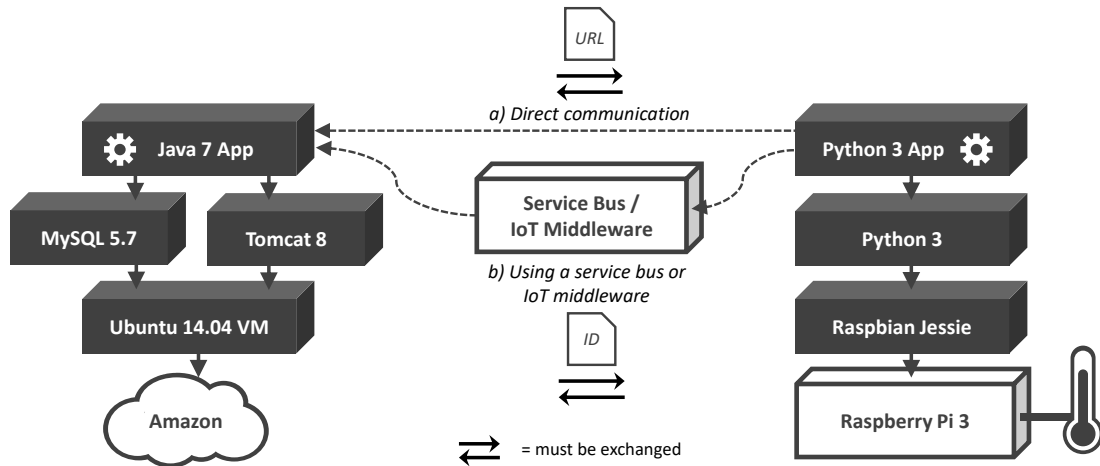 URL
a) Direct communication
Java 7 App
Python 3 App
Service Bus /
IoT Middleware
MySQL 5.7
Tomcat 8
Python 3
b) Using a service bus or
IoT middleware
Ubuntu 14.04 VM
Raspbian Jessie
ID
Amazon
Raspberry Pi 3
= must be exchanged